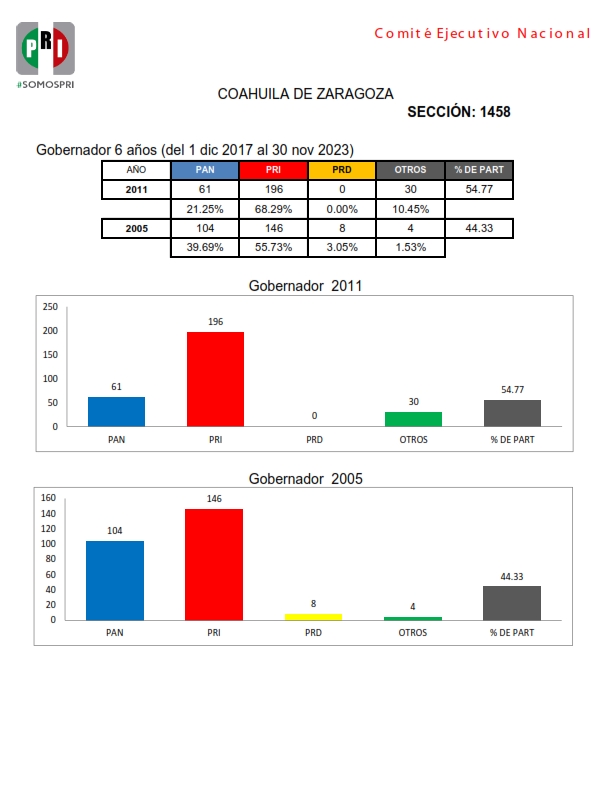 Comité Ejecutivo Nacional
PRI
#SOMOSPRI
COAHUILA DE ZARAGOZA
SECCIÓN: 1458
Gobernador 6 años (del 1 dic 2017 al 30 nov 2023)
AÑO PAN PRI PRD OTROS % DE PART
2011 61 196 0 30 54.77
21.25% 68.29% 0.00% 10.45%
2005 104 146 8 4 44.33
39.69% 55.73% 3.05% 1.53%
Gobernador 2011
250
200
150
100
50
0
61
196
0
30
54.77
PAN PRI PRD OTROS % DE PART
Gobernador 2005
160
140
120
100
80
60
40
20
0
104
146
8
4
44.33
PAN PRI PRD OTROS % DE PART